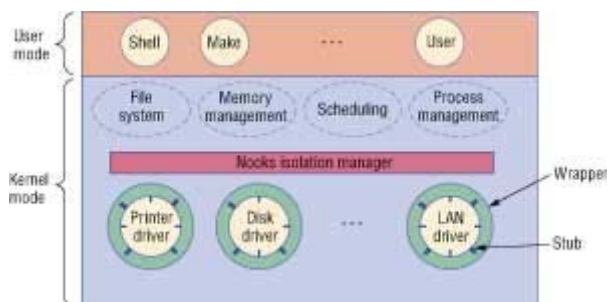 User
mode
Shell
Make
User
File
system
Memory
management
Scheduling
Process
management
Nooks isolation manager
Kernel
mode
Wrapper
Printer
driver
Disk
driver
LAN
driver
Stub